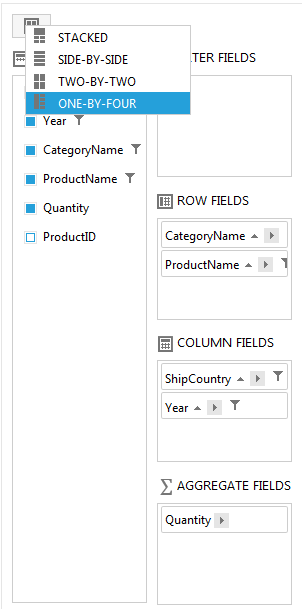 STACKED
SIDE-BY-SIDE
TWO-BY-TWO
ONE-BY-FOUR
LTER FIELDS
Year
CategoryName
ProductName
Quantity
ProductID
ROW FIELDS
CategoryName
ProductName
COLUMN FIELDS
ShipCountry
Year
AGGREGATE FIELDS
Quantity